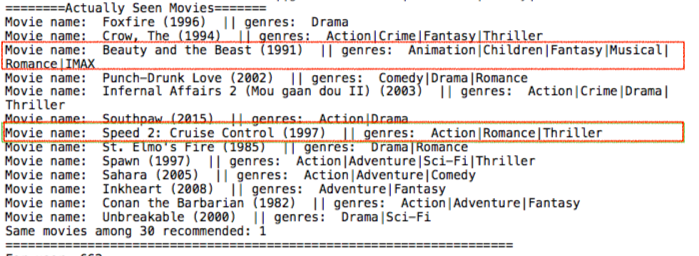 ========Actually Seen Movies=======
Movie name:  Foxfire (1996)  || genres:  Drama
Movie name:  Crow, The (1994)  || genres:  Action|Crime|Fantasy|Thriller
Movie name:  Beauty and the Beast (1991)  || genres:  Animation|Children|Fantasy|Musical|
Romance|IMAX
Movie name:  Punch-Drunk Love (2002)  || genres:  Comedy|Drama|Romance
Movie name:  Infernal Affairs 2 (Mou gaan dou II) (2003)  || genres:  Action|Crime|Drama|
Thriller
Movie name:  Southpaw (2015)  || genres:  Action|Drama
Movie name:  Speed 2: Cruise Control (1997)  || genres:  Action|Romance|Thriller
Movie name:  St. Elmo's Fire (1985)  || genres:  Drama|Romance
Movie name:  Spawn (1997)  || genres:  Action|Adventure|Sci-Fi|Thriller
Movie name:  Sahara (2005)  || genres:  Action|Adventure|Comedy
Movie name:  Inkheart (2008)  || genres:  Adventure|Fantasy
Movie name:  Conan the Barbarian (1982)  || genres:  Action|Adventure|Fantasy
Movie name:  Unbreakable (2000)  || genres:  Drama|Sci-Fi
Same movies among 30 recommended: 1
====================================================================